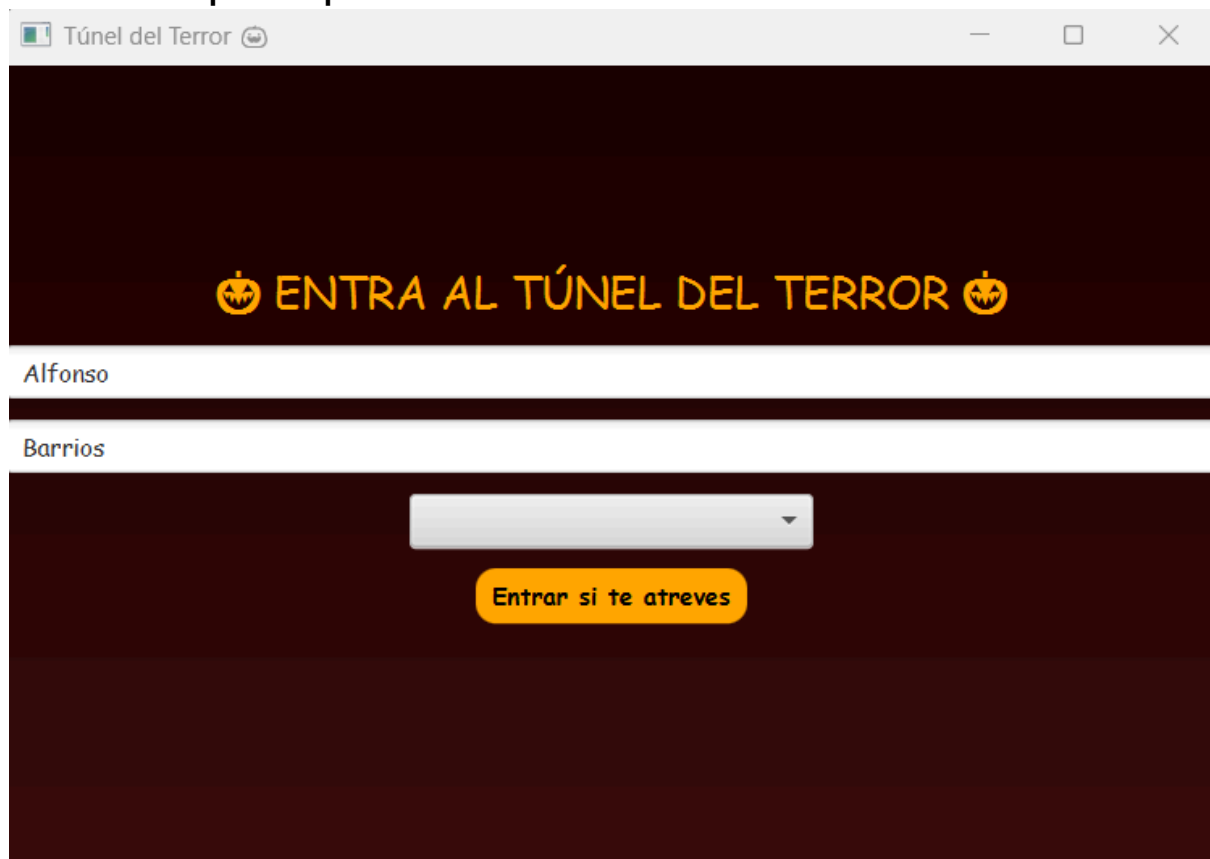 Túnel del Terror 🎃
🎃 ENTRA AL TÚNEL DEL TERROR 🎃
Alfonso
Barrios
Entrar si te atreves